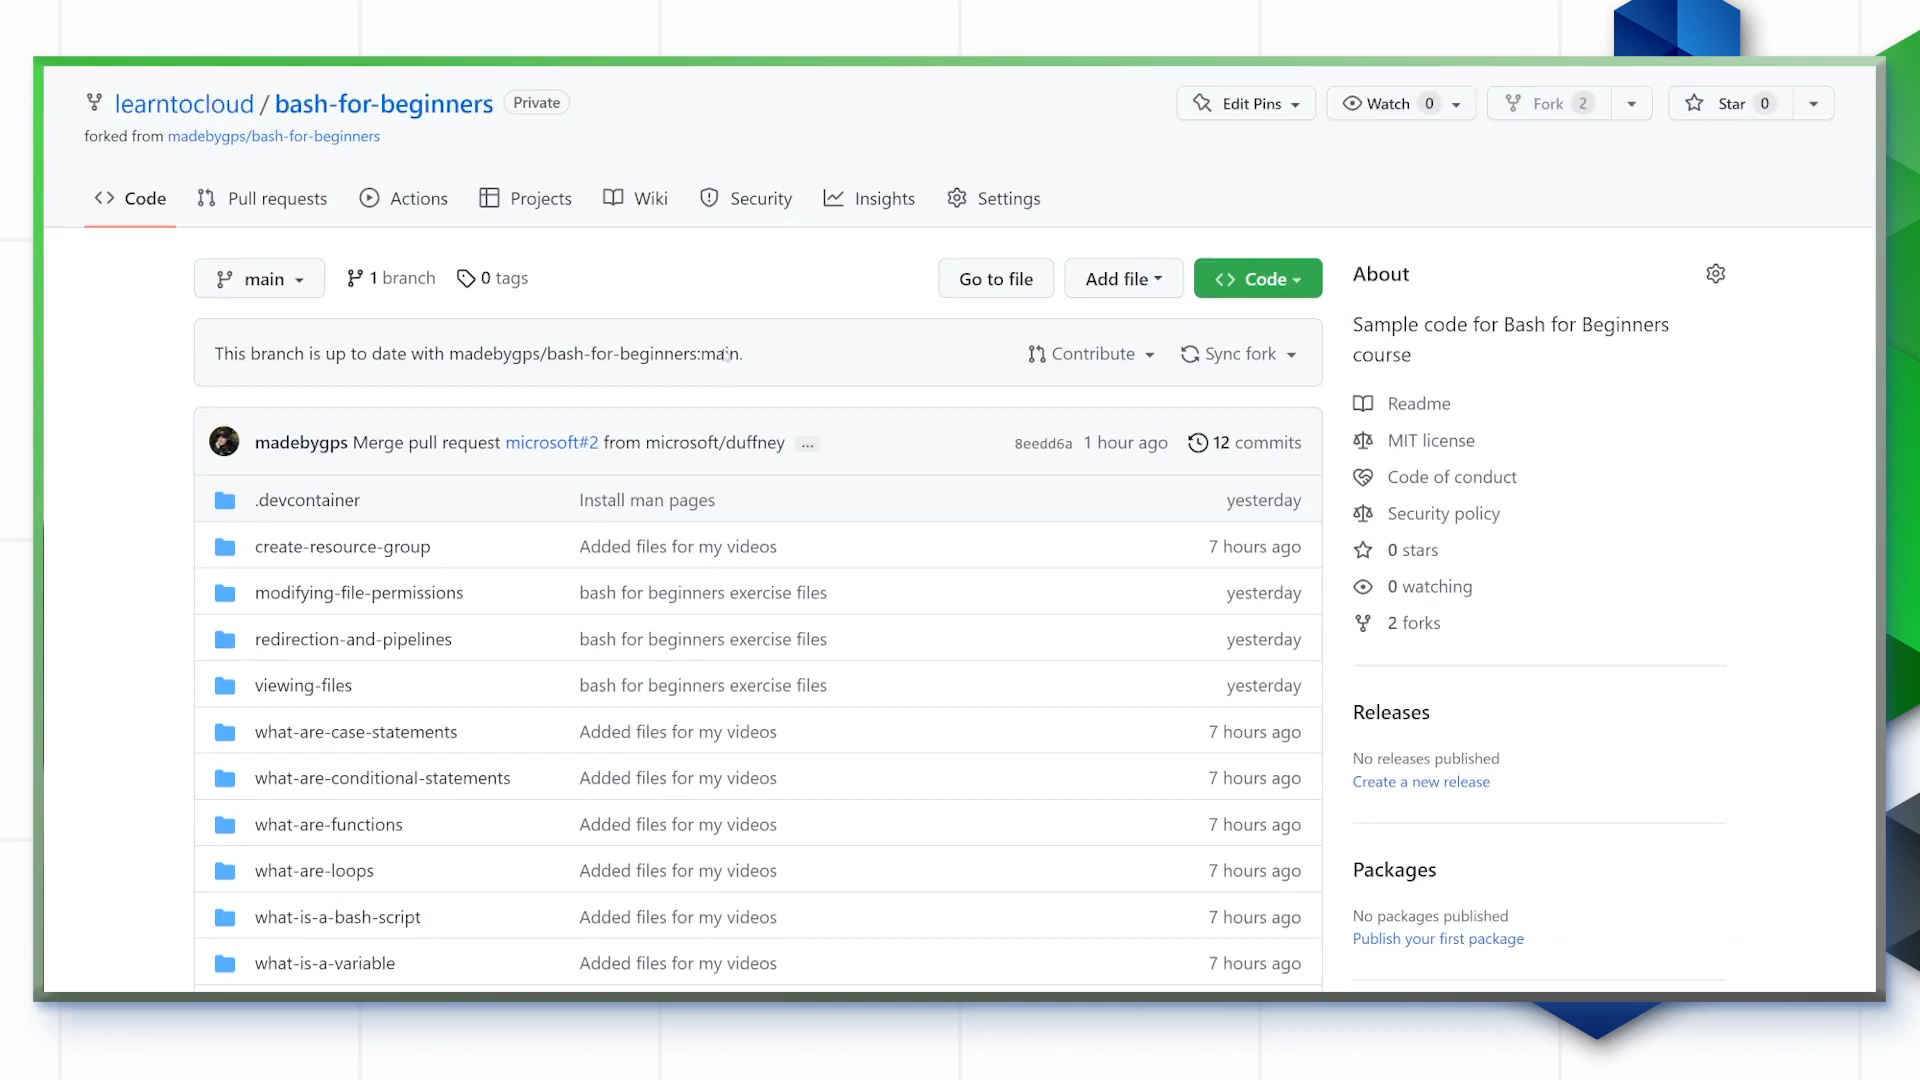 learntocloud / bash-for-beginners Private
Edit Pins Watch 0 Fork 2 Star 0
forked from madebygps/bash-for-beginners
Code Pull requests Actions Projects Wiki Security Insights Settings
main 1 branch 0 tags Go to file Add file Code
This branch is up to date with madebygps/bash-for-beginners:main. Contribute Sync fork
madebygps Merge pull request microsoft#2 from microsoft/duffney ... 8eedd6a 1 hour ago 12 commits
.devcontainer Install man pages yesterday
create-resource-group Added files for my videos 7 hours ago
modifying-file-permissions bash for beginners exercise files yesterday
redirection-and-pipelines bash for beginners exercise files yesterday
viewing-files bash for beginners exercise files yesterday
what-are-case-statements Added files for my videos 7 hours ago
what-are-conditional-statements Added files for my videos 7 hours ago
what-are-functions Added files for my videos 7 hours ago
what-are-loops Added files for my videos 7 hours ago
what-is-a-bash-script Added files for my videos 7 hours ago
what-is-a-variable Added files for my videos 7 hours ago
About
Sample code for Bash for Beginners
course
Readme
MIT license
Code of conduct
Security policy
0 stars
0 watching
2 forks
Releases
No releases published
Create a new release
Packages
No packages published
Publish your first package